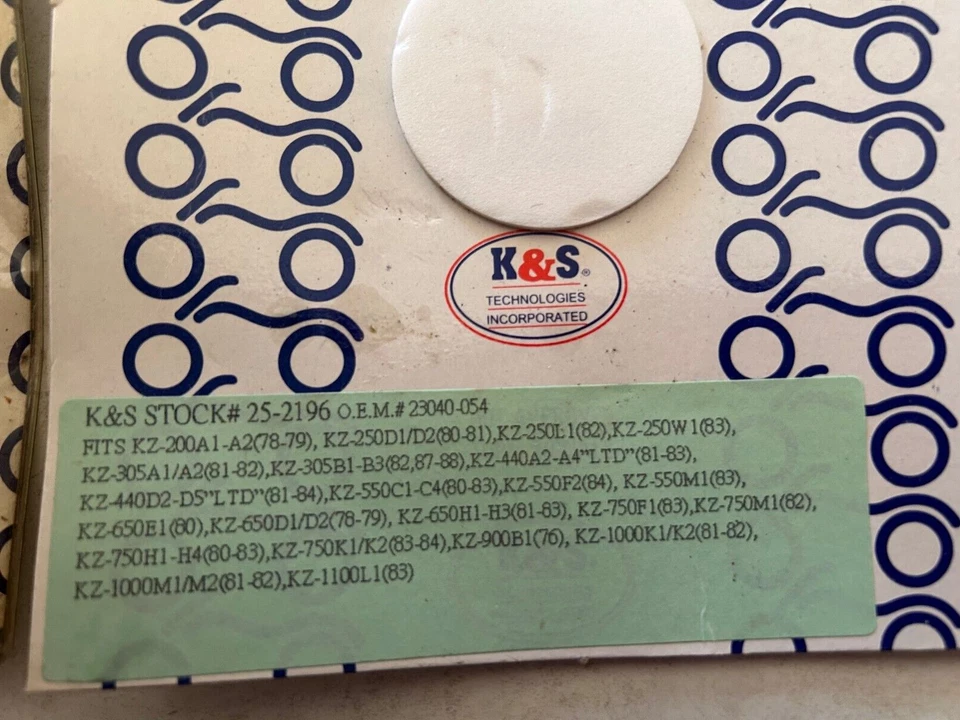 K&S®
TECHNOLOGIES
INCORPORATED
K&S STOCK# 25-2196 O.E.M.# 23040-054
FITS KZ-200A1-A2(78-79), KZ-250D1/D2(80-81),KZ-250L1(82),KZ-250W1(83),
KZ-305A1/A2(81-82),KZ-305B1-B3(82,87-88),KZ-440A2-A4"LTD"(81-83),
KZ-440D2-D5"LTD"(81-84),KZ-550C1-C4(80-83),KZ-550F2(84), KZ-550M1(83),
KZ-650E1(80),KZ-650D1/D2(78-79), KZ-650H1-H3(81-83), KZ-750F1(83),KZ-750M1(82),
KZ-750H1-H4(80-83),KZ-750K1/K2(83-84),KZ-900B1(76), KZ-1000K1/K2(81-82),
KZ-1000M1/M2(81-82),KZ-1100L1(83)